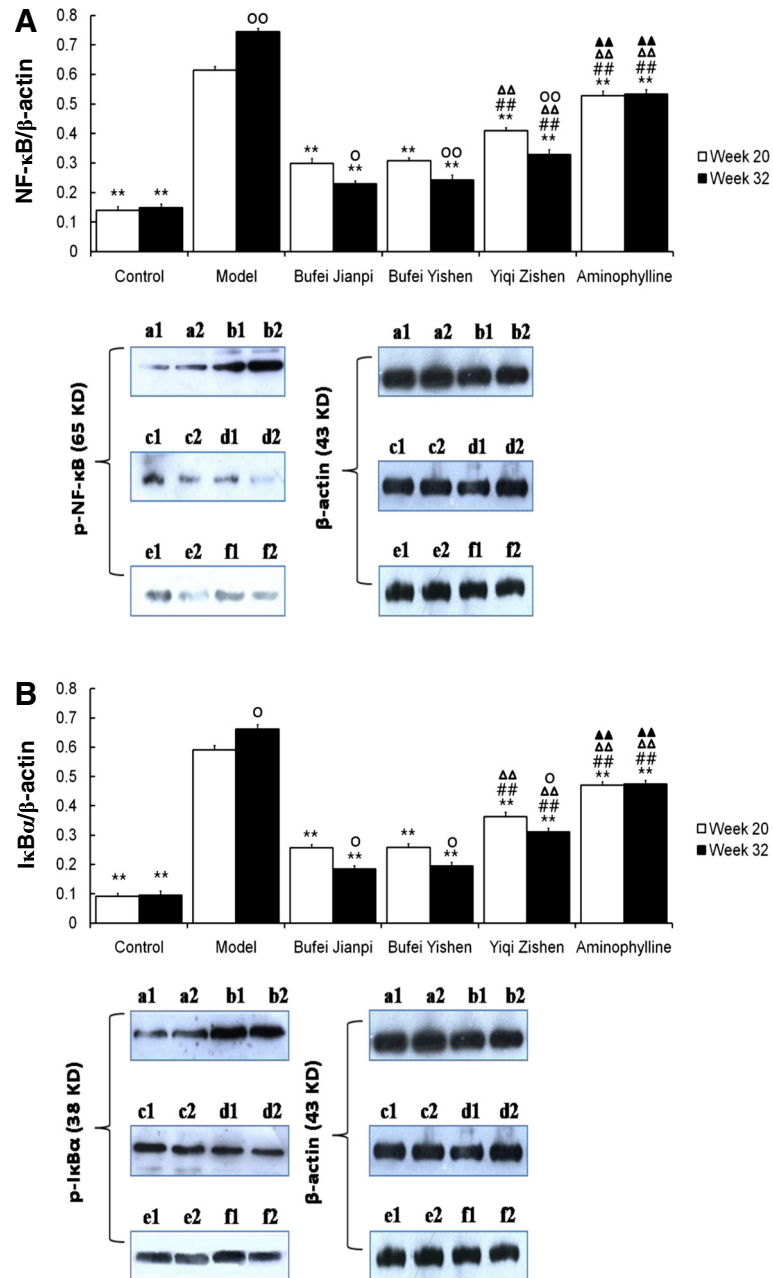 A
NF-κB/β-actin
0.8
0.7
0.6
0.5
0.4
0.3
0.2
0.1
0
**
**
OO
**
O
**
**
OO
**
ΔΔ
##
**
OO
ΔΔ
##
**
▲▲
ΔΔ
##
**
▲▲
ΔΔ
##
**
Week 20
Week 32
Control Model Bufei Jianpi Bufei Yishen Yiqi Zishen Aminophylline
p-NF-κB (65 KD)
a1 a2 b1 b2
c1 c2 d1 d2
e1 e2 f1 f2
β-actin (43 KD)
a1 a2 b1 b2
c1 c2 d1 d2
e1 e2 f1 f2
B
IκBα/β-actin
0.8
0.7
0.6
0.5
0.4
0.3
0.2
0.1
0
**
**
O
**
O
**
**
O
**
ΔΔ
##
**
O
ΔΔ
##
**
▲▲
ΔΔ
##
**
▲▲
ΔΔ
##
**
Week 20
Week 32
Control Model Bufei Jianpi Bufei Yishen Yiqi Zishen Aminophylline
p-IκBα (38 KD)
a1 a2 b1 b2
c1 c2 d1 d2
e1 e2 f1 f2
β-actin (43 KD)
a1 a2 b1 b2
c1 c2 d1 d2
e1 e2 f1 f2